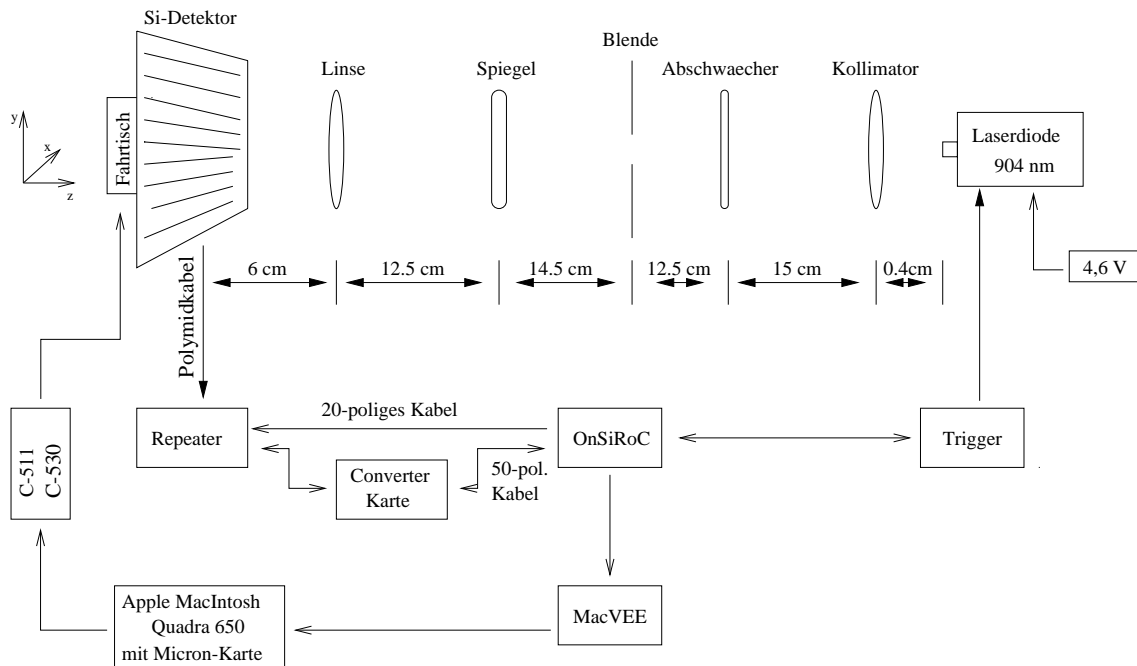 Si-Detektor
Blende
Linse
Spiegel
Abschwaecher
Kollimator
y
x
z
Fahrtisch
Laserdiode
904 nm
6 cm
12.5 cm
14.5 cm
12.5 cm
15 cm
0.4cm
4,6 V
Polymidkabel
20-poliges Kabel
C-511
C-530
Repeater
OnSiRoC
Trigger
Converter
Karte
50-pol.
Kabel
Apple MacIntosh
Quadra 650
mit Micron-Karte
MacVEE